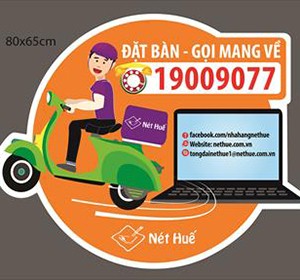 80x65cm
ĐẶT BÀN - GỌI MANG VỀ
19009077
facebook.com/nhahangnethue
Website: nethue.com.vn
tongdainethue1@nethue.com.vn
Nét Huế
Nét Huế